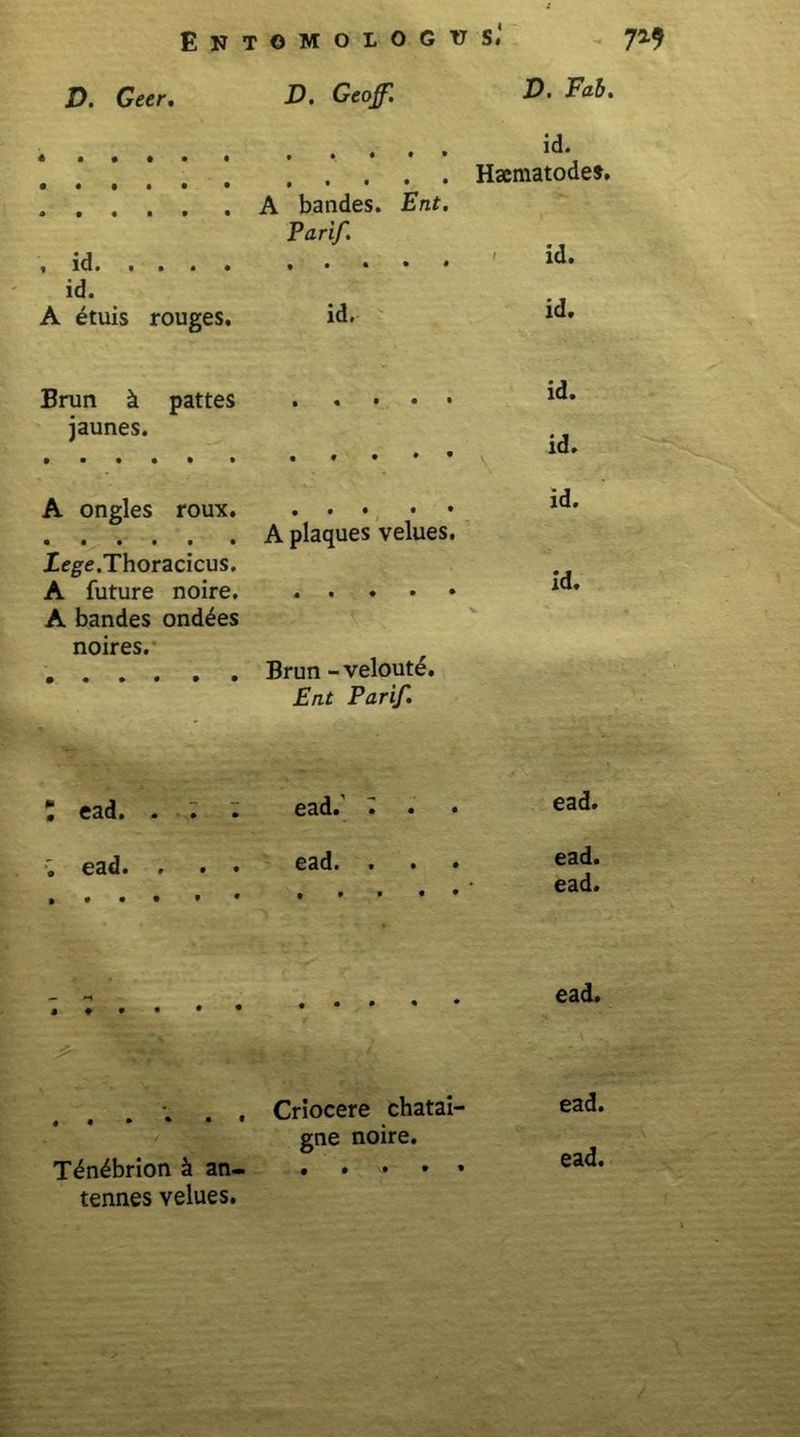 ENTOMOLOGUS. 729
D. Geer. D. Geoff. D. Fab.
. . . . . . . . . . . id.
. . . . . . . . . . . Hæmatodes.
. . . . . . A bandes. Ent.
Parif.
, id. . . . . . . . . . id.
id.
A étuis rouges. id. id.
Brun à pattes . . . . . id.
jaunes.
. . . . . . . . . . . id.
A ongles roux. . . . . . id.
. . . . . . A plaques velues.
Lege.Thoracicus.
A future noire. . . . . . id.
A bandes ondées
noires.
. . . . . . Brun-velouté.
Ent Parif.
ead. . . . ead. . . . ead.
ead. . . . ead. . . . ead.
. . . . . . . . . . . ead.
. . . . . . . . . . . ead.
. . . . . . Criocere chatai- ead.
gne noire.
Ténébrion à an- . . . . . ead.
tennes velues.